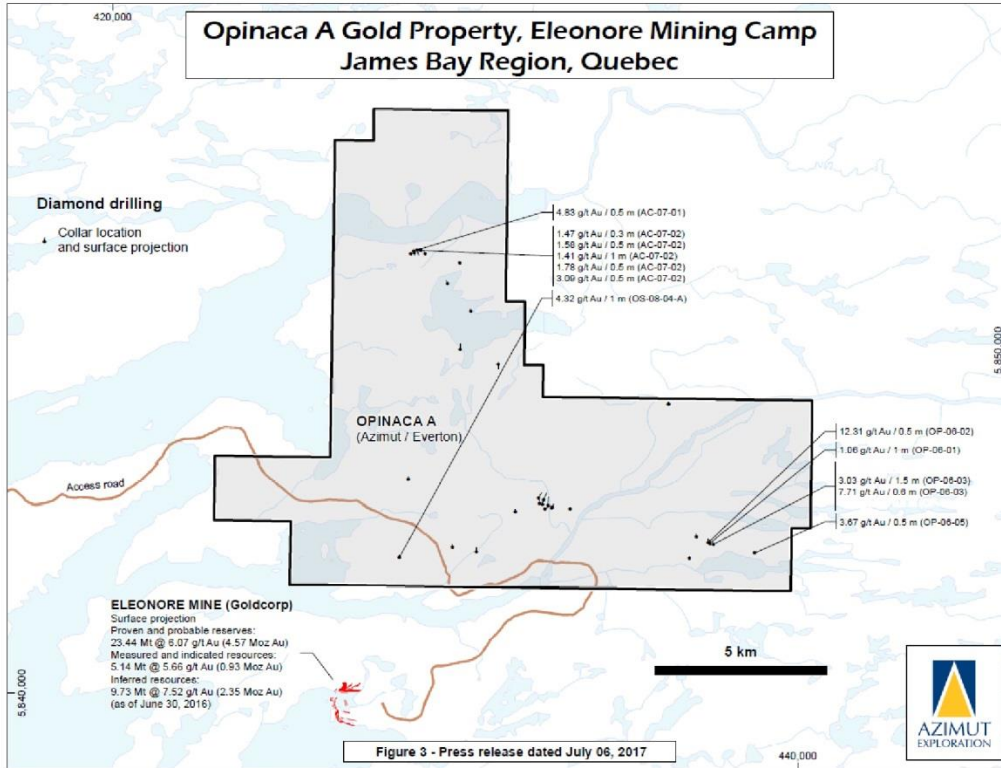 420,000
Opinaca A Gold Property, Eleonore Mining Camp
James Bay Region, Quebec
Diamond drilling
Collar location
and surface projection
4.83 g/t Au / 0.5 m (AC-07-01)
1.47 g/t Au / 0.3 m (AC-07-02)
1.58 g/t Au / 0.5 m (AC-07-02)
1.41 g/t Au / 1 m (AC-07-02)
1.78 g/t Au / 0.5 m (AC-07-02)
3.09 g/t Au / 0.5 m (AC-07-02)
4.32 g/t Au / 1 m (OS-08-04-A)
5,850,000
OPINACA A
(Azimut / Everton)
12.31 g/t Au / 0.5 m (OP-06-02)
1.06 g/t Au / 1 m (OP-06-01)
3.03 g/t Au / 1.5 m (OP-06-03)
7.71 g/t Au / 0.6 m (OP-06-03)
3.67 g/t Au / 0.5 m (OP-06-05)
Access road
ELEONORE MINE (Goldcorp)
Surface projection
Proven and probable reserves:
23.44 Mt @ 6.07 g/t Au (4.57 Moz Au)
Measured and indicated resources:
5.14 Mt @ 5.66 g/t Au (0.93 Moz Au)
Inferred resources:
9.73 Mt @ 7.52 g/t Au (2.35 Moz Au)
(as of June 30, 2016)
5 km
5,840,000
AZIMUT
EXPLORATION
Figure 3 - Press release dated July 06, 2017
440,000